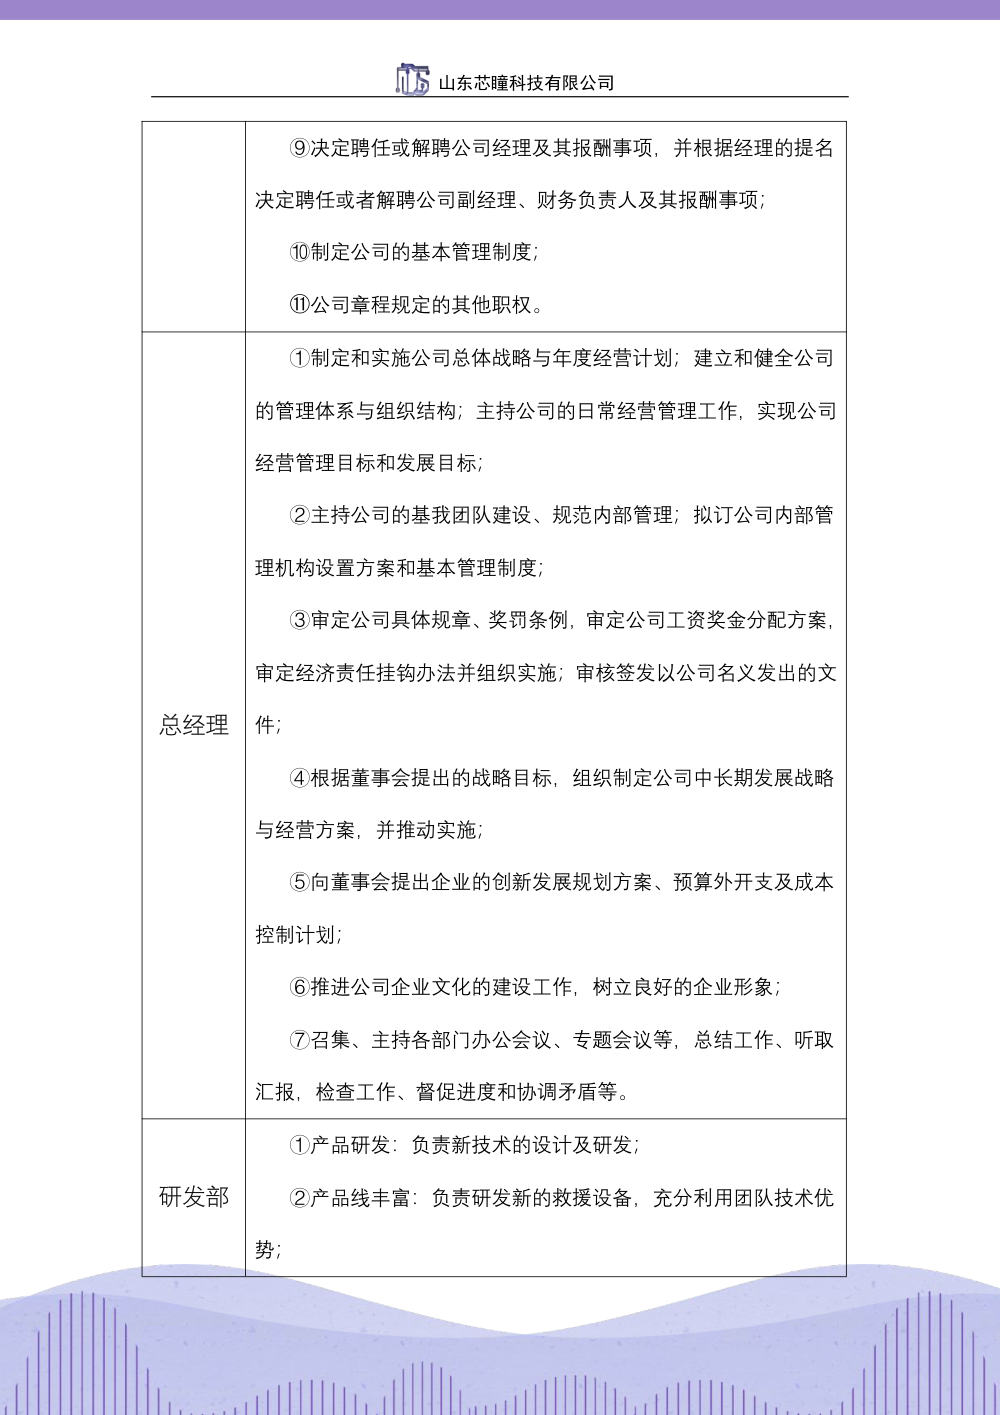 山东芯瞳科技有限公司
⑨决定聘任或解聘公司经理及其报酬事项，并根据经理的提名
决定聘任或者解聘公司副经理、财务负责人及其报酬事项；
⑩制定公司的基本管理制度；
⑪公司章程规定的其他职权。
总经理
①制定和实施公司总体战略与年度经营计划；建立和健全公司
的管理体系与组织结构；主持公司的日常经营管理工作，实现公司
经营管理目标和发展目标；
②主持公司的基我团队建设、规范内部管理；拟订公司内部管
理机构设置方案和基本管理制度；
③审定公司具体规章、奖罚条例，审定公司工资奖金分配方案，
审定经济责任挂钩办法并组织实施；审核签发以公司名义发出的文
件；
④根据董事会提出的战略目标，组织制定公司中长期发展战略
与经营方案，并推动实施；
⑤向董事会提出企业的创新发展规划方案、预算外开支及成本
控制计划；
⑥推进公司企业文化的建设工作，树立良好的企业形象；
⑦召集、主持各部门办公会议、专题会议等，总结工作、听取
汇报，检查工作、督促进度和协调矛盾等。
研发部
①产品研发：负责新技术的设计及研发；
②产品线丰富：负责研发新的救援设备，充分利用团队技术优
势；